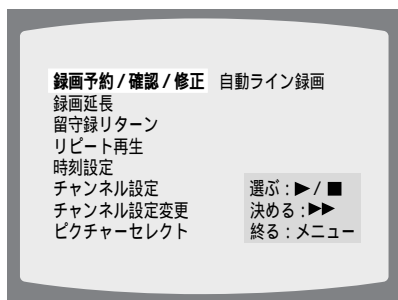 録画予約 / 確認 / 修正 自動ライン録画
録画延長
留守録リターン
リピート再生
時刻設定
チャンネル設定
チャンネル設定変更
ピクチャーセレクト
選ぶ : ▶ / ■
決める : ▶▶
終る : メニュー